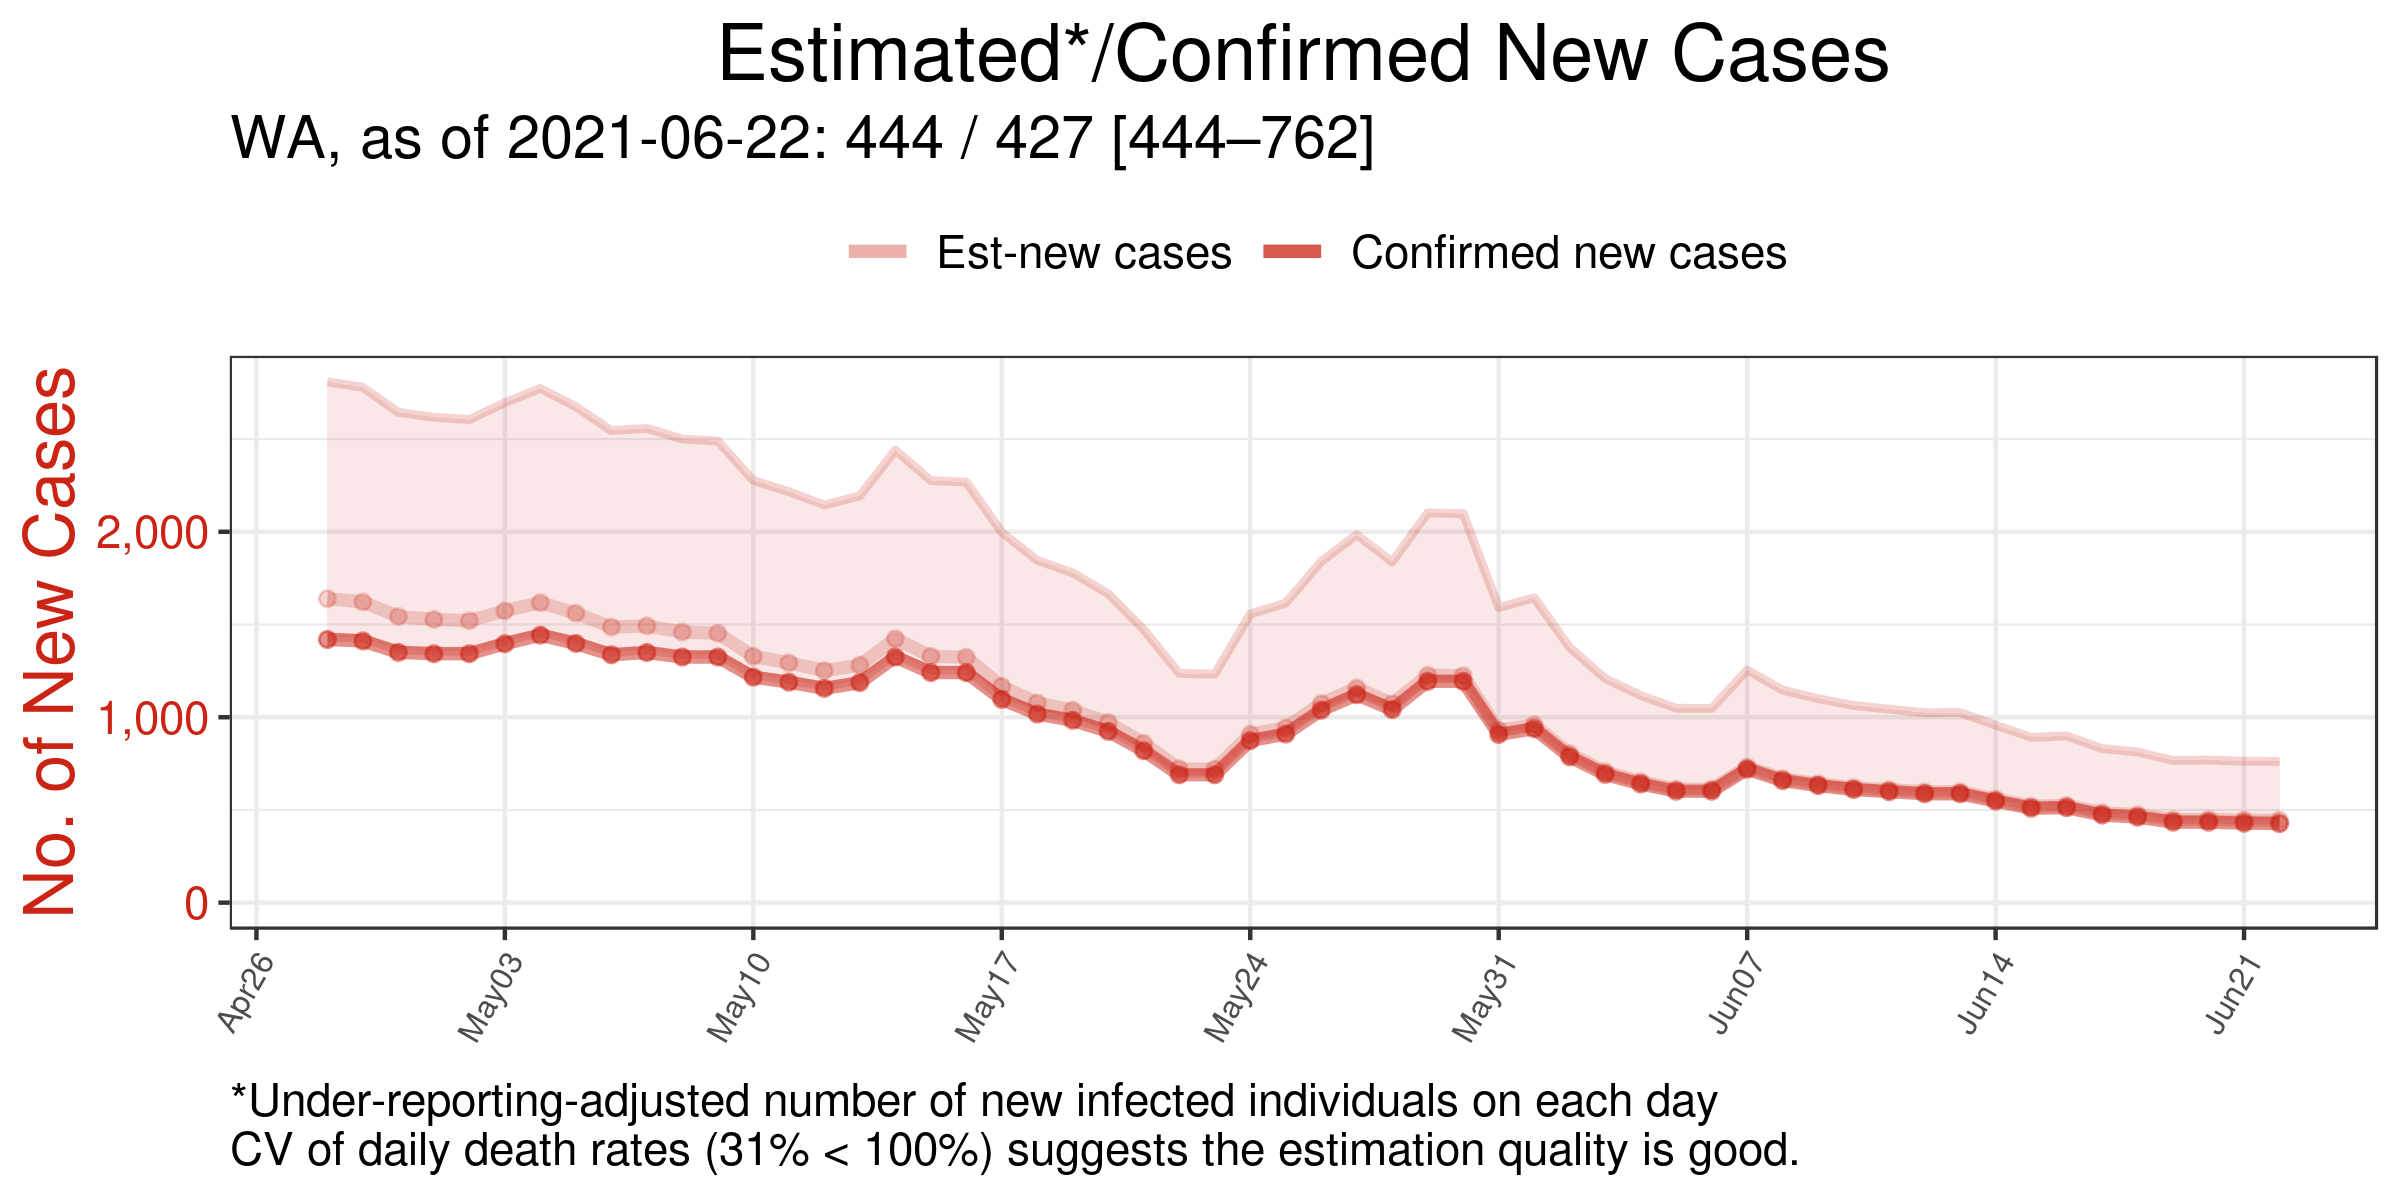 Estimated*/Confirmed New Cases
WA, as of 2021-06-22: 444 / 427 [444–762]
Est-new cases Confirmed new cases
No. of New Cases
2,000
1,000
0
Apr26 May03 May10 May17 May24 May31 Jun07 Jun14 Jun21
*Under-reporting-adjusted number of new infected individuals on each day
CV of daily death rates (31% < 100%) suggests the estimation quality is good.